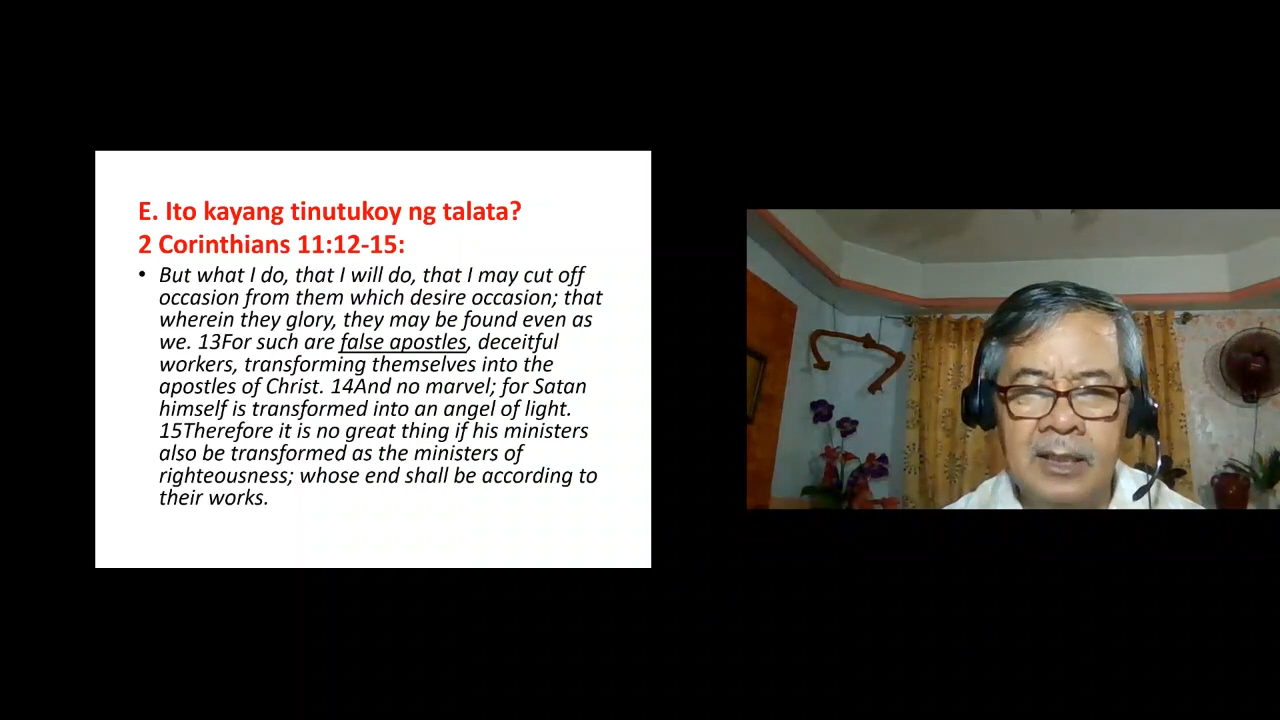 E. Ito kayang tinutukoy ng talata?
2 Corinthians 11:12-15:
• But what I do, that I will do, that I may cut off
occasion from them which desire occasion; that
wherein they glory, they may be found even as
we. 13For such are false apostles, deceitful
workers, transforming themselves into the
apostles of Christ. 14And no marvel; for Satan
himself is transformed into an angel of light.
15Therefore it is no great thing if his ministers
also be transformed as the ministers of
righteousness; whose end shall be according to
their works.